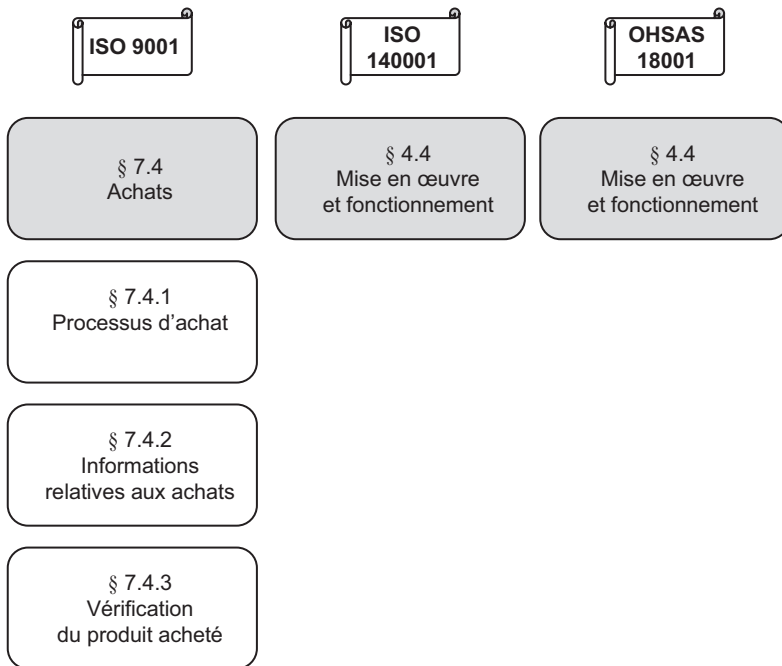 ISO 9001
ISO
140001
OHSAS
18001
§ 7.4
Achats
§ 4.4
Mise en œuvre
et fonctionnement
§ 4.4
Mise en œuvre
et fonctionnement
§ 7.4.1
Processus d’achat
§ 7.4.2
Informations
relatives aux achats
§ 7.4.3
Vérification
du produit acheté